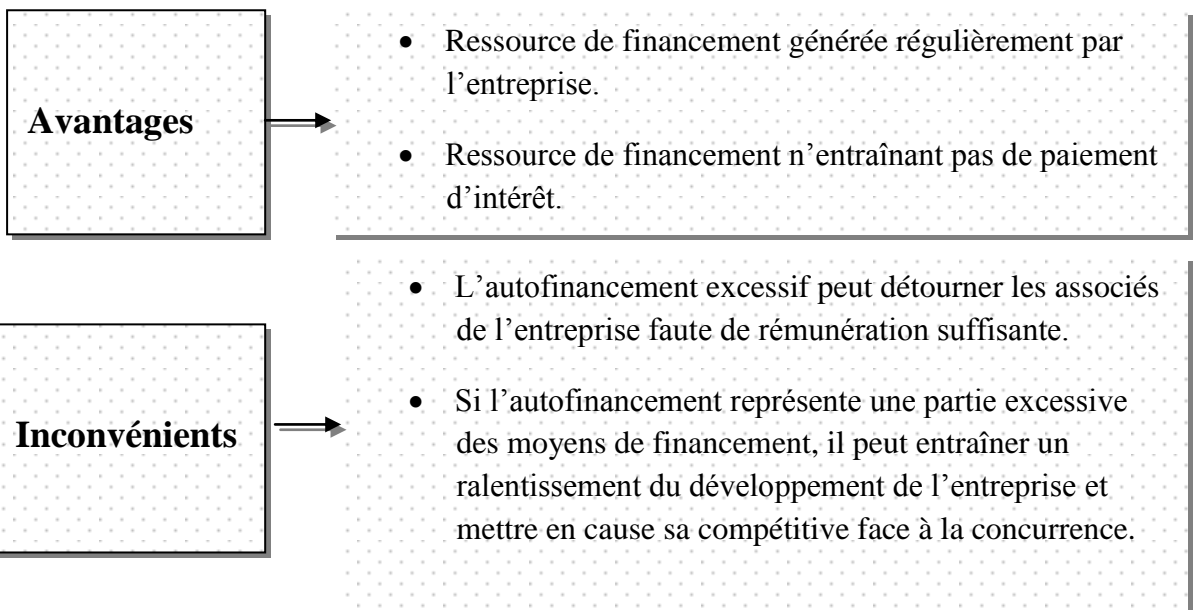 Avantages
• Ressource de financement générée régulièrement par
l’entreprise.
• Ressource de financement n’entraînant pas de paiement
d’intérêt.
Inconvénients
• L’autofinancement excessif peut détourner les associés
de l’entreprise faute de rémunération suffisante.
• Si l’autofinancement représente une partie excessive
des moyens de financement, il peut entraîner un
ralentissement du développement de l’entreprise et
mettre en cause sa compétitive face à la concurrence.